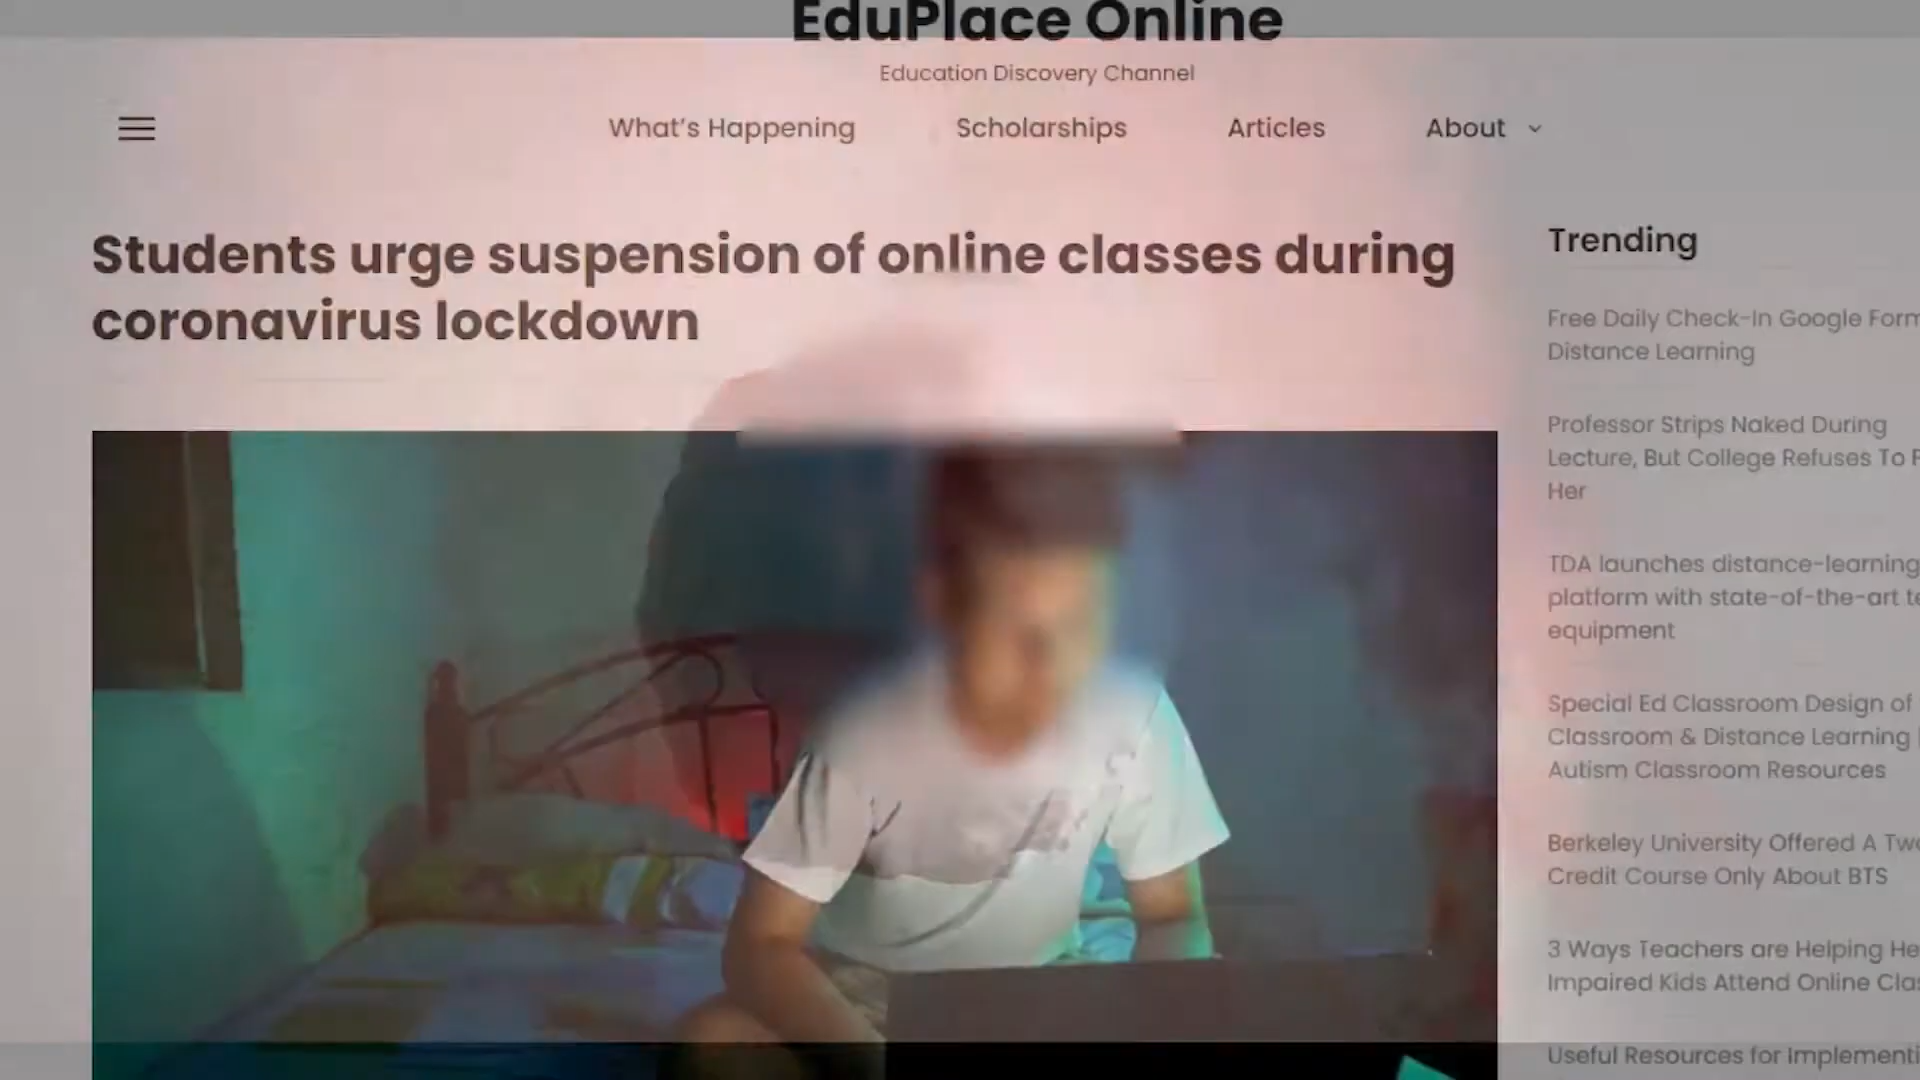 EduPlace Online
Education Discovery Channel
What's Happening
Scholarships
Articles
About
Students urge suspension of online classes during
coronavirus lockdown
Trending
Free Daily Check-In Google Form
Distance Learning
Professor Strips Naked During
Lecture, But College Refuses To
Her
TDA launches distance-learning
platform with state-of-the-art
equipment
Special Ed Classroom Design of
Classroom & Distance Learning
Autism Classroom Resources
Berkeley University Offered A
Credit Course Only About BTS
3 Ways Teachers are Helping
Impaired Kids Attend Online
Useful Resources for